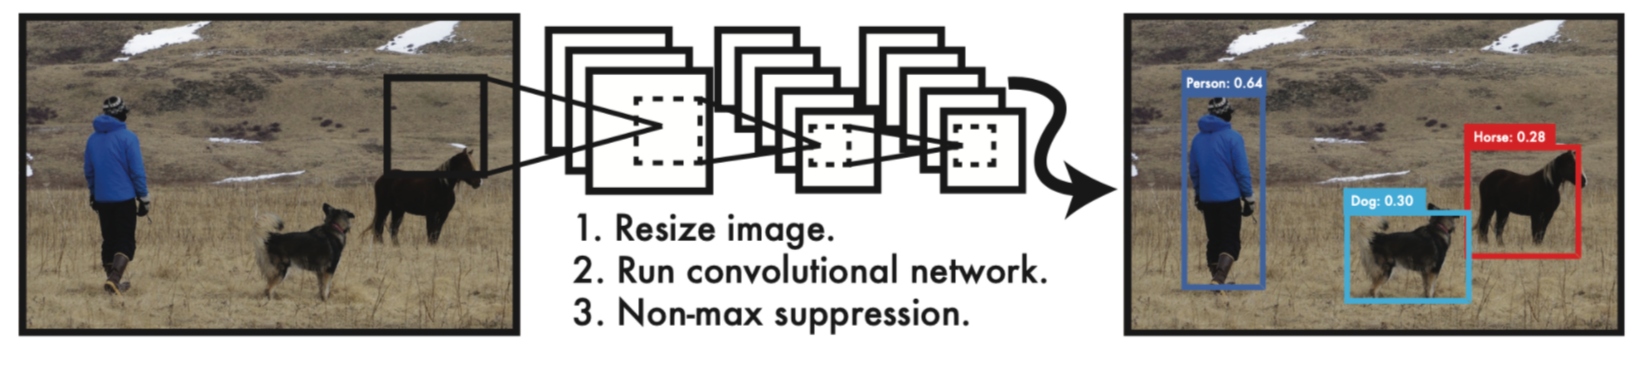 1. Resize image.
2. Run convolutional network.
3. Non-max suppression.
Person: 0.64
Horse: 0.28
Dog: 0.30